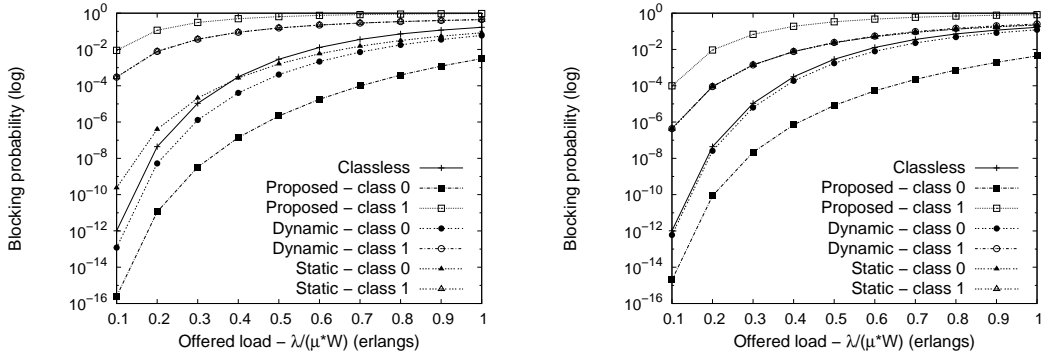 Blocking probability (log)
10^0
10^-2
10^-4
10^-6
10^-8
10^-10
10^-12
10^-14
10^-16
Classless
Proposed – class 0
Proposed – class 1
Dynamic – class 0
Dynamic – class 1
Static – class 0
Static – class 1
0.1 0.2 0.3 0.4 0.5 0.6 0.7 0.8 0.9 1
Offered load – λ/(μ*W) (erlangs)
Blocking probability (log)
10^0
10^-2
10^-4
10^-6
10^-8
10^-10
10^-12
10^-14
10^-16
Classless
Proposed – class 0
Proposed – class 1
Dynamic – class 0
Dynamic – class 1
Static – class 0
Static – class 1
0.1 0.2 0.3 0.4 0.5 0.6 0.7 0.8 0.9 1
Offered load – λ/(μ*W) (erlangs)